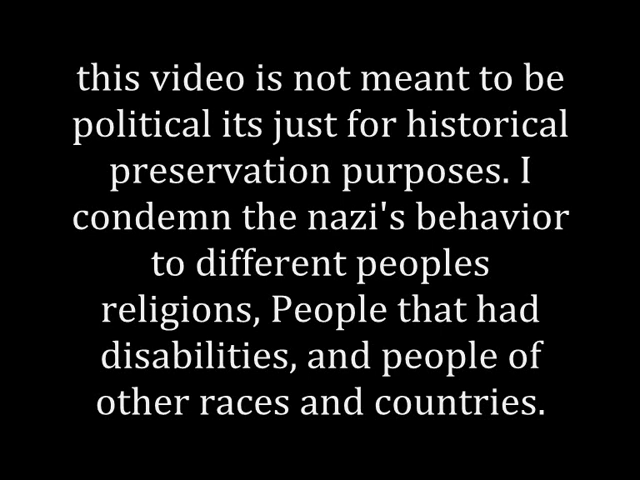 this video is not meant to be
political its just for historical
preservation purposes. I
condemn the nazi's behavior
to different peoples
religions, People that had
disabilities, and people of
other races and countries.